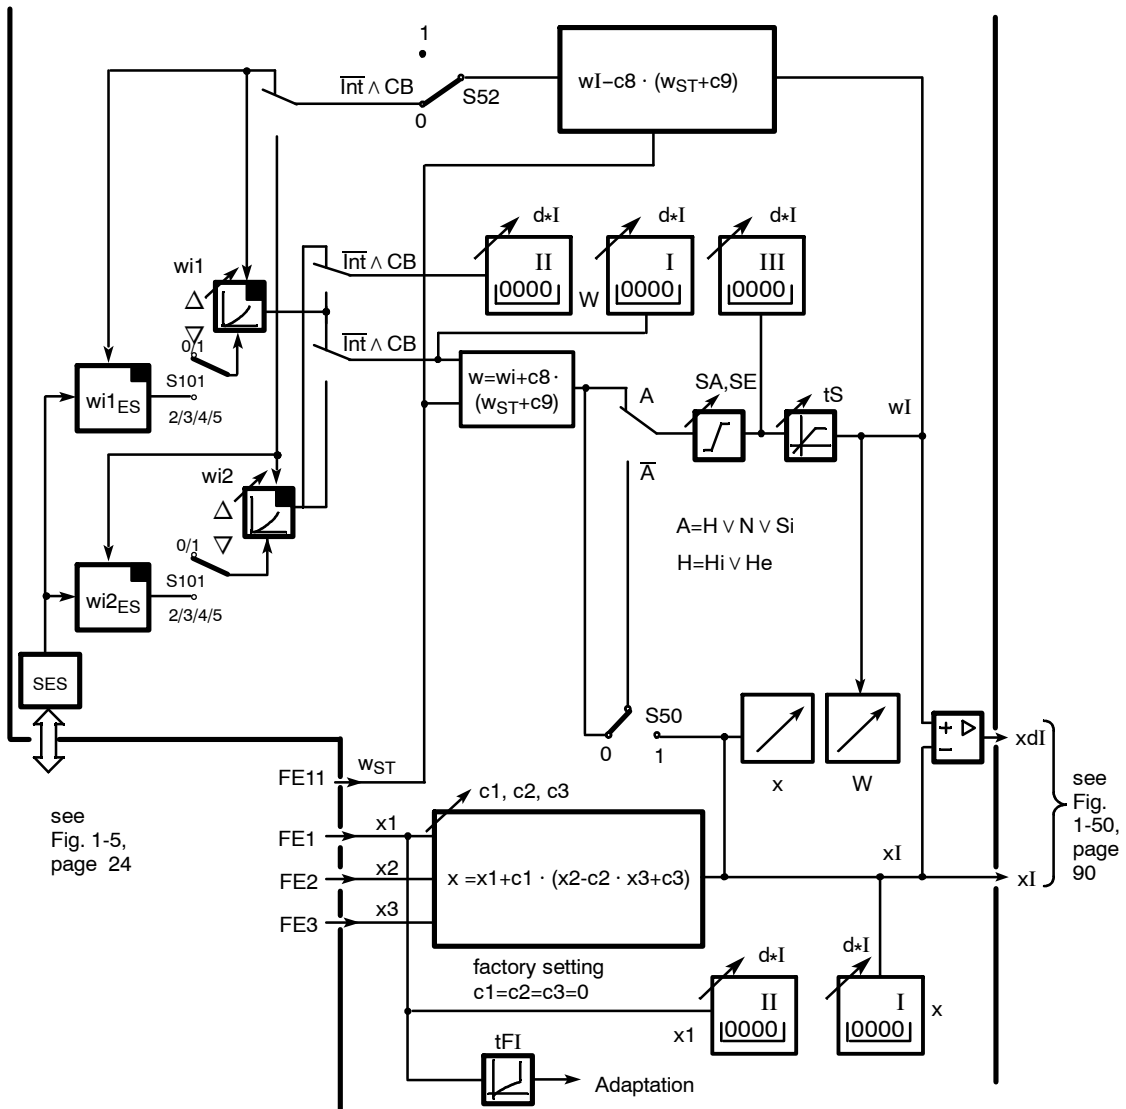 1
I̅n̅t̅ ∧ CB
S52
0
wI−c8 · (wST+c9)
d*I
d*I
d*I
II
I
III
0000
W
0000
0000
I̅n̅t̅ ∧ CB
wi1
△
▽
0/1
I̅n̅t̅ ∧ CB
wi1ES
S101
2/3/4/5
w=wi+c8 ·
(wST+c9)
A
SA,SE
tS
wI
A̅
wi2
△
▽
0/1
A=H ∨ N ∨ Si
H=Hi ∨ He
wi2ES
S101
2/3/4/5
SES
S50
0
1
x
W
+
−
▷
xdI
see
Fig.
1-50,
page
90
FE11
wST
see
Fig. 1-5,
page 24
c1, c2, c3
FE1
x1
FE2
x2
x =x1+c1 · (x2-c2 · x3+c3)
xI
xI
FE3
x3
factory setting
c1=c2=c3=0
d*I
d*I
II
I
0000
0000
x1
x
tFI
Adaptation